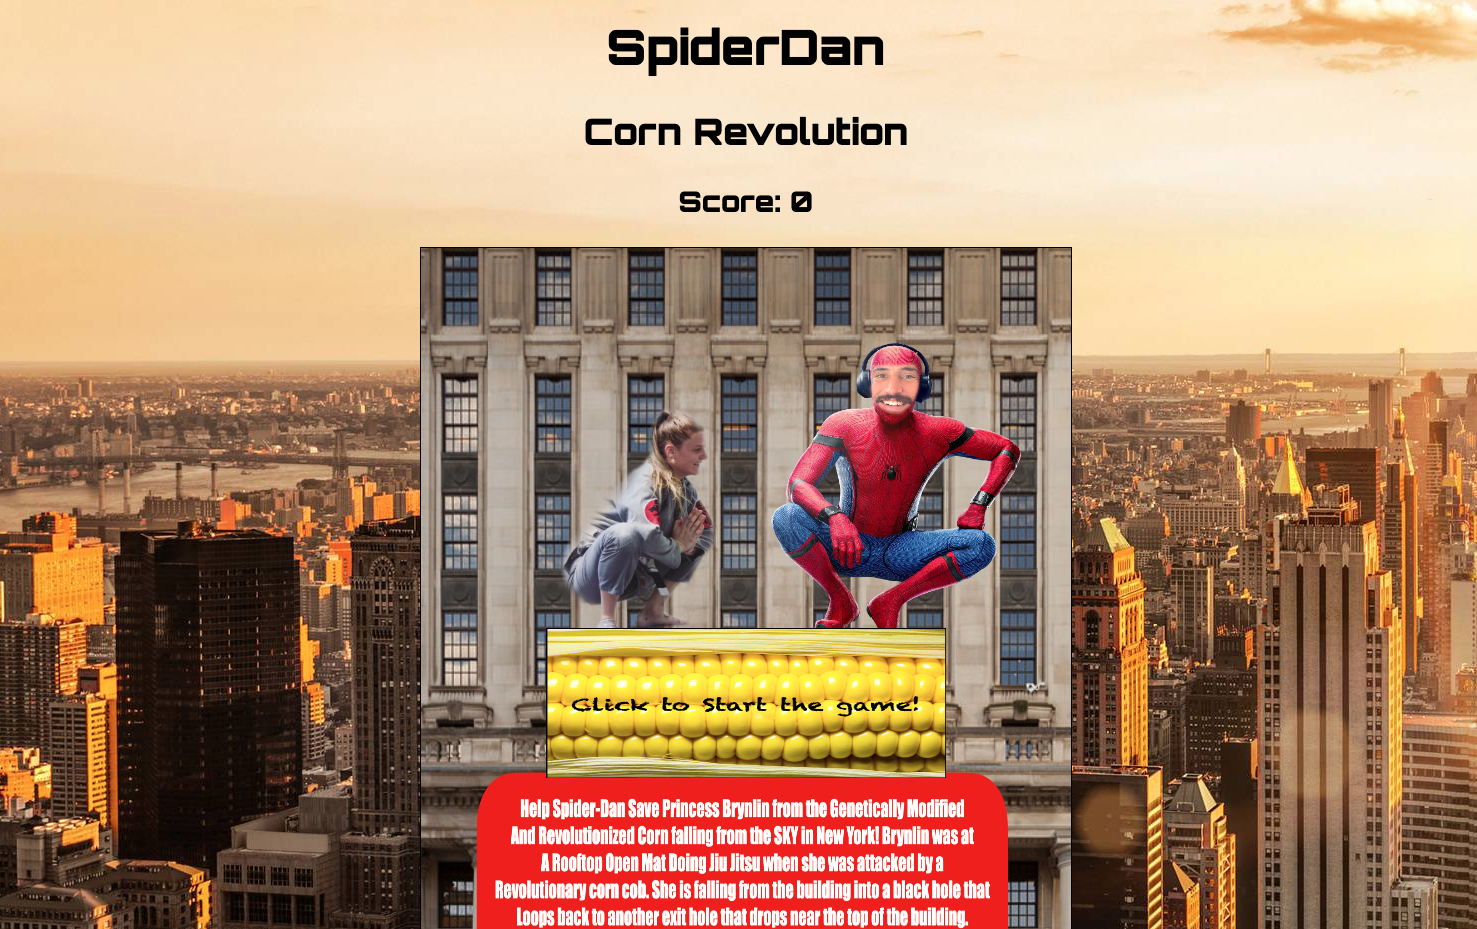 SpiderDan
Corn Revolution
Score: 0
Click to Start the game!
Help Spider-Dan Save Princess Brynlin from the Genetically Modified
And Revolutionized Corn falling from the SKY in New York! Brynlin was at
A Rooftop Open Mat Doing Jiu Jitsu when she was attacked by a
Revolutionary corn cob. She is falling from the building into a black hole that
Loops back to another exit hole that drops near the top of the building.